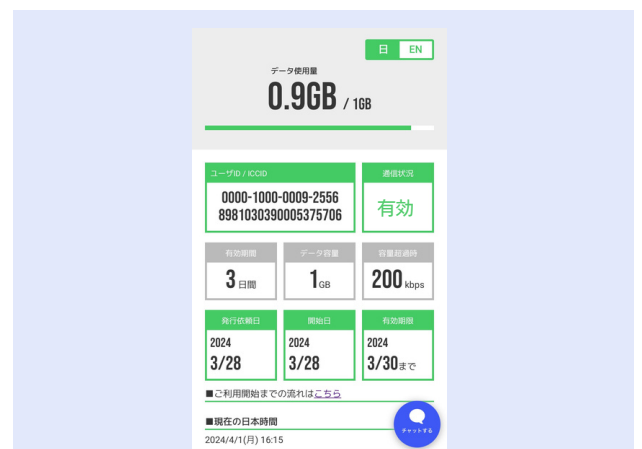 日 EN
データ使用量
0.9GB / 1GB
ユーザID / ICCID
0000-1000-0009-2556
8981030390005375706
通信状況
有効
有効期間
3日間
データ容量
1GB
容量超過時
200 kbps
発行依頼日
2024
3/28
開始日
2024
3/28
有効期限
2024
3/30まで
■ご利用開始までの流れはこちら
■現在の日本時間
2024/4/1(月) 16:15
チャットする